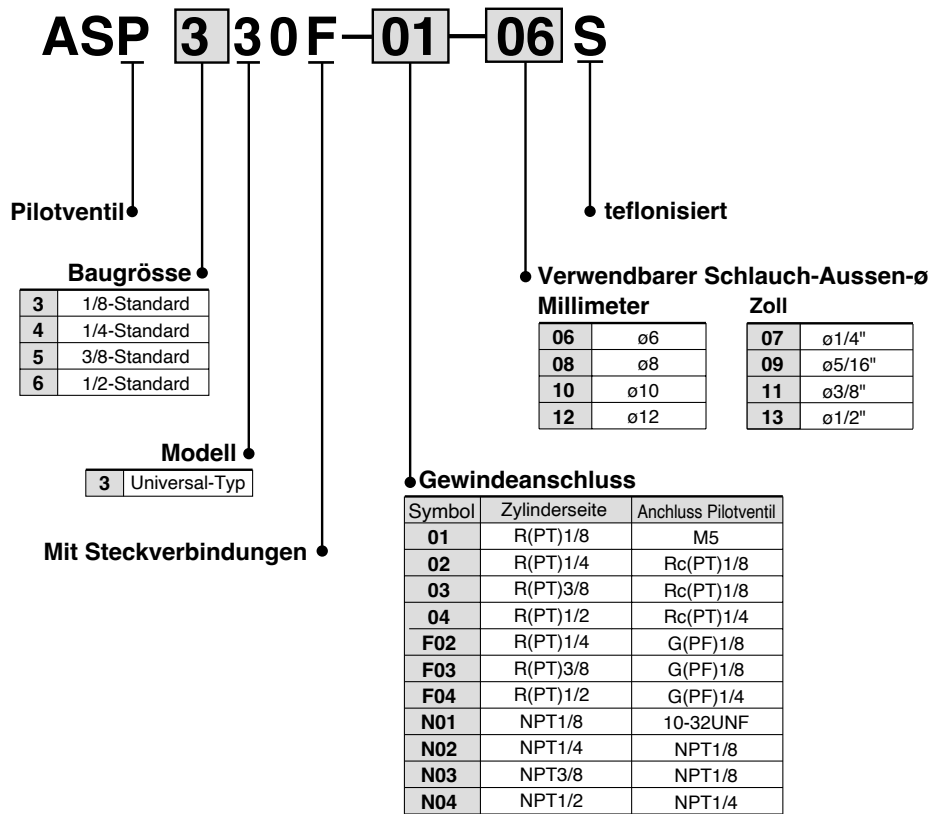 ASP 330F-01-06 S
Pilotventil
teflonisiert
Baugrösse
3 1/8-Standard
4 1/4-Standard
5 3/8-Standard
6 1/2-Standard
Verwendbarer Schlauch-Aussen-ø
Millimeter
06 ø6
08 ø8
10 ø10
12 ø12
Zoll
07 ø1/4"
09 ø5/16"
11 ø3/8"
13 ø1/2"
Modell
3 Universal-Typ
Mit Steckverbindungen
Gewindeanschluss
Symbol Zylinderseite Anchluss Pilotventil
01 R(PT)1/8 M5
02 R(PT)1/4 Rc(PT)1/8
03 R(PT)3/8 Rc(PT)1/8
04 R(PT)1/2 Rc(PT)1/4
F02 R(PT)1/4 G(PF)1/8
F03 R(PT)3/8 G(PF)1/8
F04 R(PT)1/2 G(PF)1/4
N01 NPT1/8 10-32UNF
N02 NPT1/4 NPT1/8
N03 NPT3/8 NPT1/8
N04 NPT1/2 NPT1/4